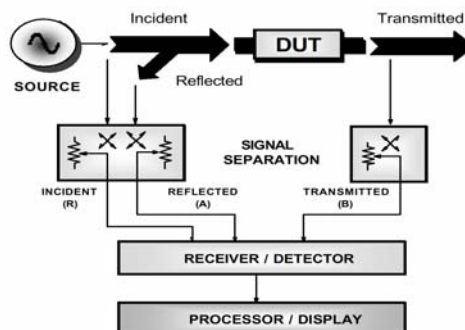 Incident
Transmitted
DUT
SOURCE
Reflected
SIGNAL
SEPARATION
INCIDENT
(R)
REFLECTED
(A)
TRANSMITTED
(B)
RECEIVER / DETECTOR
PROCESSOR / DISPLAY